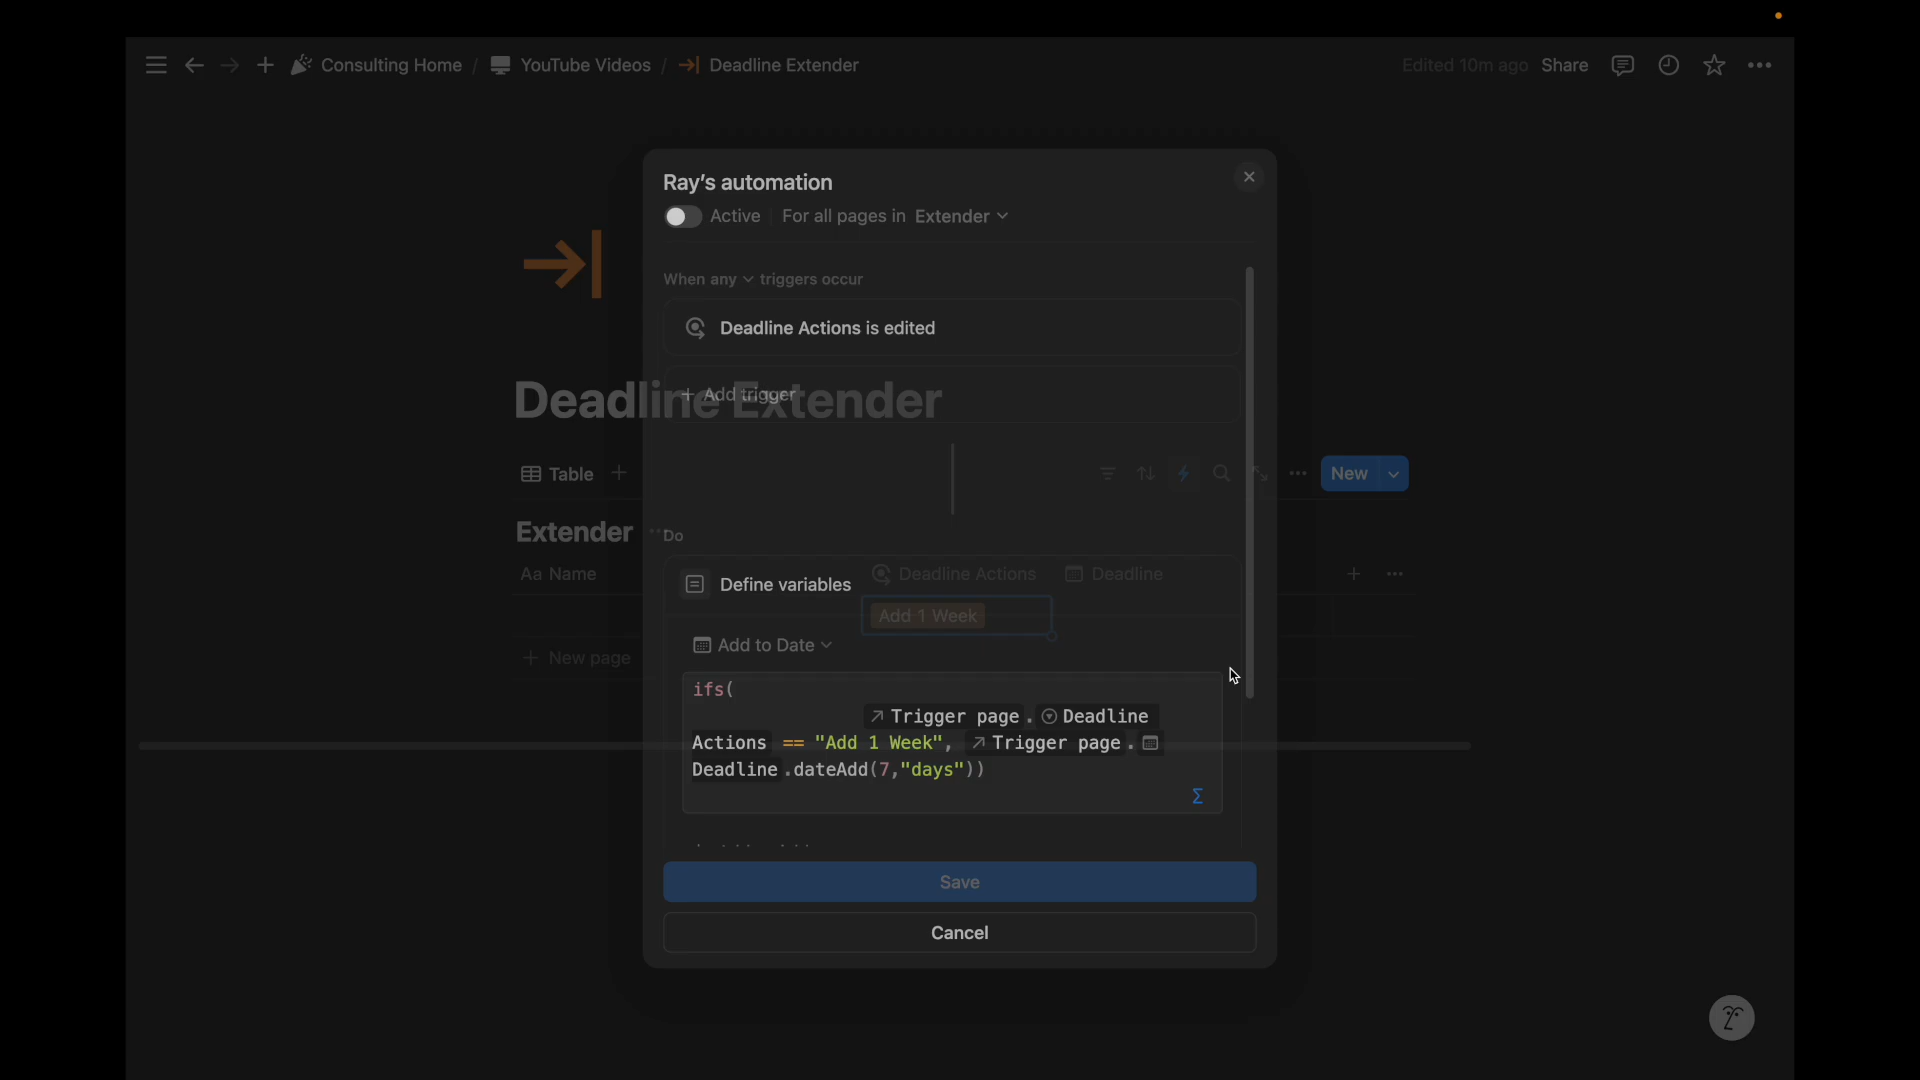 Consulting Home / YouTube Videos / Deadline Extender
Edited 10m ago Share
Ray's automation
Active For all pages in Extender
When any triggers occur
Deadline Actions is edited
+ Add trigger
Deadline Extender
Table New
Extender
Do
Aa Name Deadline Actions Deadline
Define variables
Add 1 Week
Add to Date
+ New page
ifs(
Trigger page . Deadline
Actions == "Add 1 Week", Trigger page .
Deadline .dateAdd(7,"days"))
Σ
Save
Cancel